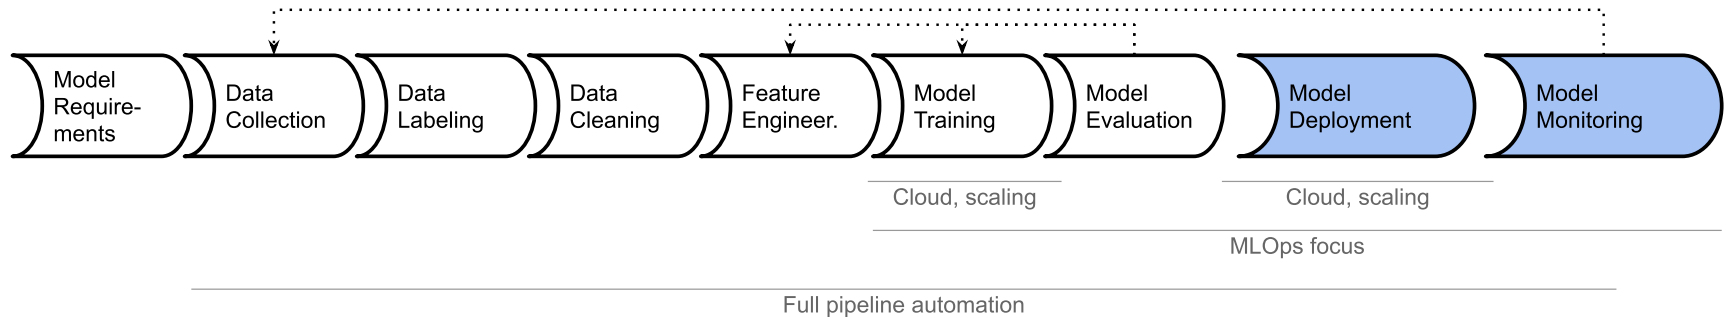 Model
Require-
ments
Data
Collection
Data
Labeling
Data
Cleaning
Feature
Engineer.
Model
Training
Model
Evaluation
Model
Deployment
Model
Monitoring
Cloud, scaling
Cloud, scaling
MLOps focus
Full pipeline automation